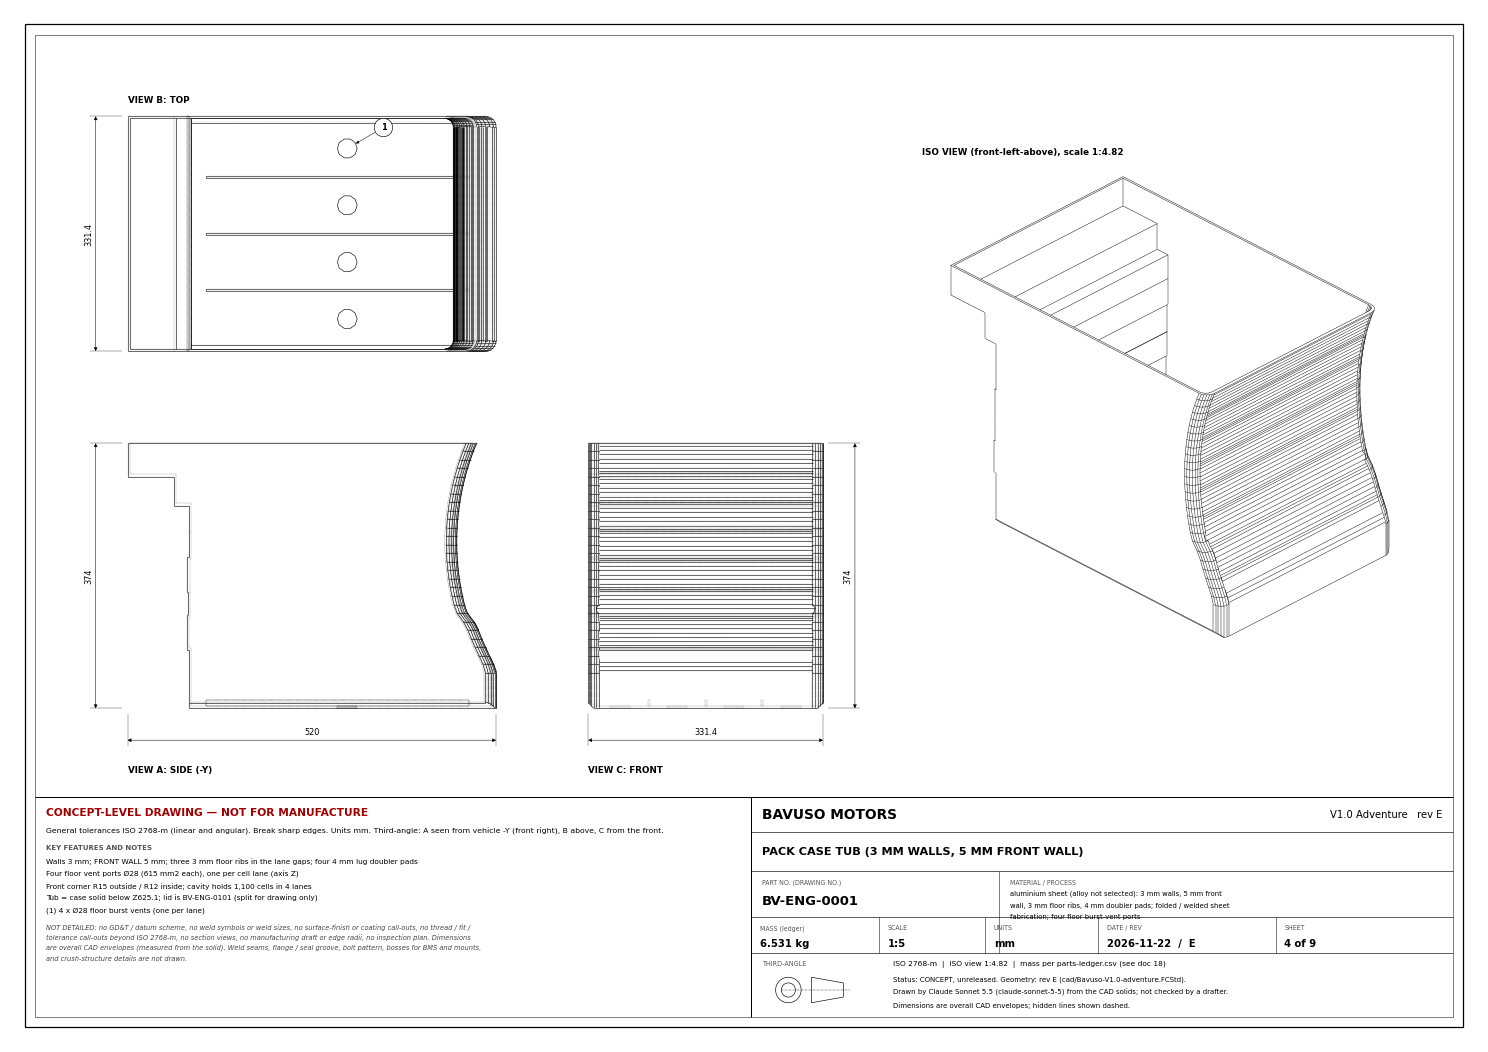 VIEW B: TOP
1
331.4
ISO VIEW (front-left-above), scale 1:4.82
374
374
520
331.4
VIEW A: SIDE (-Y)
VIEW C: FRONT
CONCEPT-LEVEL DRAWING — NOT FOR MANUFACTURE
General tolerances ISO 2768-m (linear and angular). Break sharp edges. Units mm. Third-angle: A seen from vehicle -Y (front right), B above, C from the front.
KEY FEATURES AND NOTES
Walls 3 mm; FRONT WALL 5 mm; three 3 mm floor ribs in the lane gaps; four 4 mm lug doubler pads
Four floor vent ports Ø28 (615 mm2 each), one per cell lane (axis Z)
Front corner R15 outside / R12 inside; cavity holds 1,100 cells in 4 lanes
Tub = case solid below Z625.1; lid is BV-ENG-0101 (split for drawing only)
(1) 4 x Ø28 floor burst vents (one per lane)
NOT DETAILED: no GD&T / datum scheme, no weld symbols or weld sizes, no surface-finish or coating call-outs, no thread / fit /
tolerance call-outs beyond ISO 2768-m, no section views, no manufacturing draft or edge radii, no inspection plan. Dimensions
are overall CAD envelopes (measured from the solid). Weld seams, flange / seal groove, bolt pattern, bosses for BMS and mounts,
and crush-structure details are not drawn.
BAVUSO MOTORS
V1.0 Adventure rev E
PACK CASE TUB (3 MM WALLS, 5 MM FRONT WALL)
PART NO. (DRAWING NO.)
BV-ENG-0001
MATERIAL / PROCESS
aluminium sheet (alloy not selected): 3 mm walls, 5 mm front
wall, 3 mm floor ribs, 4 mm doubler pads; folded / welded sheet
fabrication; four floor burst vent ports
MASS (ledger)
6.531 kg
SCALE
1:5
UNITS
mm
DATE / REV
2026-11-22 / E
SHEET
4 of 9
THIRD-ANGLE
ISO 2768-m | ISO view 1:4.82 | mass per parts-ledger.csv (see doc 18)
Status: CONCEPT, unreleased. Geometry: rev E (cad/Bavuso-V1.0-adventure.FCStd).
Drawn by Claude Sonnet 5.5 (claude-sonnet-5-5) from the CAD solids; not checked by a drafter.
Dimensions are overall CAD envelopes; hidden lines shown dashed.